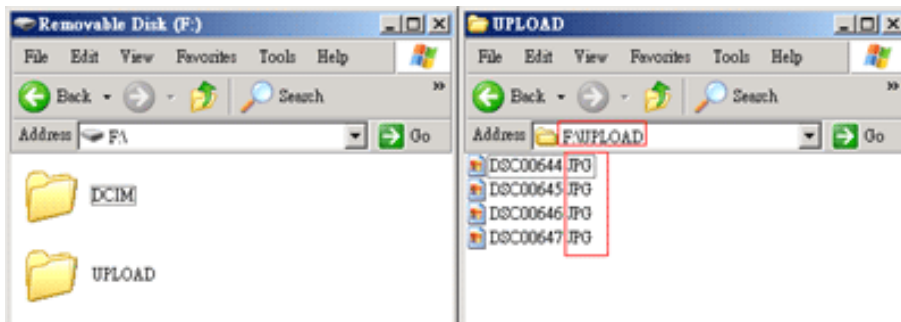 Removable Disk (F:)
File Edit View Favorites Tools Help
Back Search »
Address F:\ Go
DCIM
UPLOAD
UPLOAD
File Edit View Favorites Tools Help
Back Search »
Address F:\UPLOAD Go
DSC00644.JPG
DSC00645.JPG
DSC00646.JPG
DSC00647.JPG